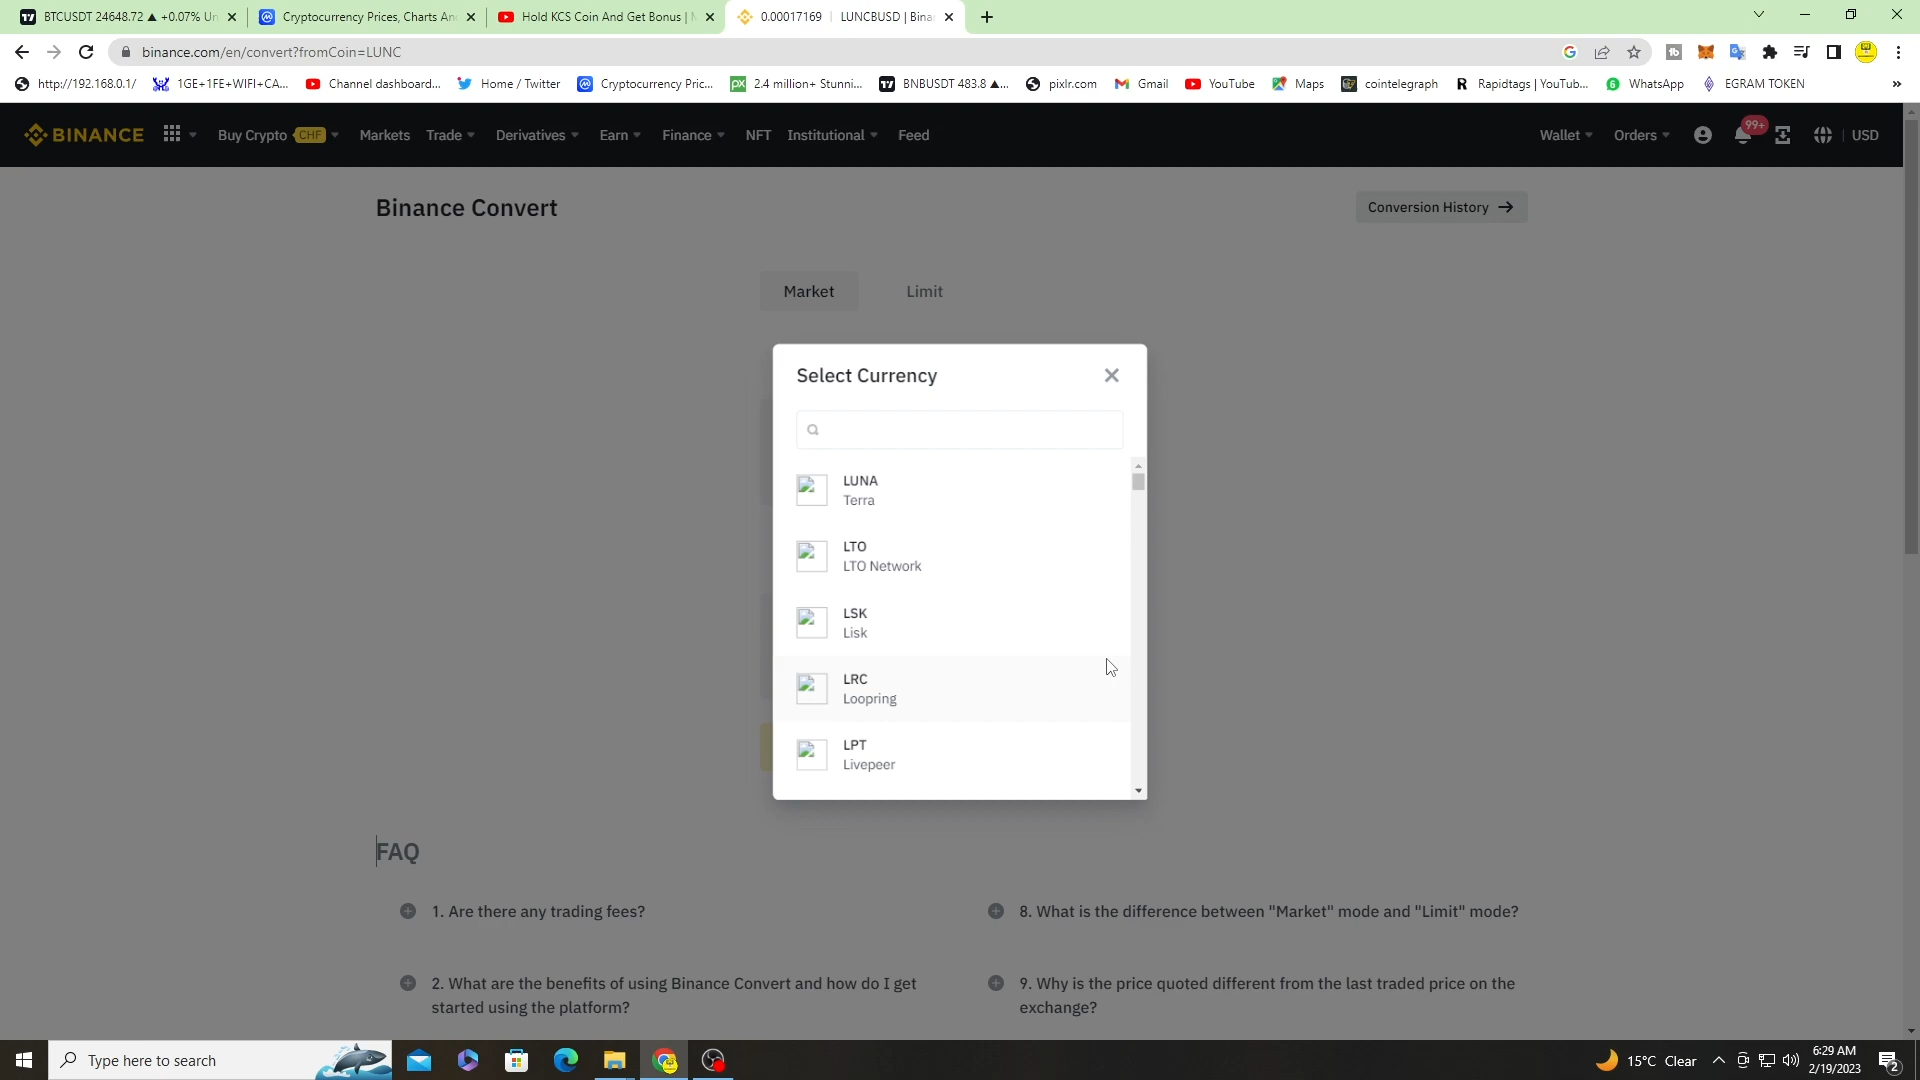 BTCUSDT 24648.72 ▲ +0.07% Un
Cryptocurrency Prices, Charts An
Hold KCS Coin And Get Bonus |
0.00017169 | LUNCBUSD | Bina
binance.com/en/convert?fromCoin=LUNC
http://192.168.0.1/
1GE+1FE+WIFI+CA...
Channel dashboard...
Home / Twitter
Cryptocurrency Pric...
2.4 million+ Stunni...
BNBUSDT 483.8 ▲...
pixlr.com
Gmail
YouTube
Maps
cointelegraph
Rapidtags | YouTub...
WhatsApp
EGRAM TOKEN
»
BINANCE
Buy Crypto CHF
Markets
Trade
Derivatives
Earn
Finance
NFT
Institutional
Feed
Wallet
Orders
99+
USD
Binance Convert
Conversion History →
Market
Limit
Select Currency
LUNA
Terra
LTO
LTO Network
LSK
Lisk
LRC
Loopring
LPT
Livepeer
FAQ
1. Are there any trading fees?
8. What is the difference between "Market" mode and "Limit" mode?
2. What are the benefits of using Binance Convert and how do I get
started using the platform?
9. Why is the price quoted different from the last traded price on the
exchange?
Type here to search
15°C Clear
6:29 AM
2/19/2023
2